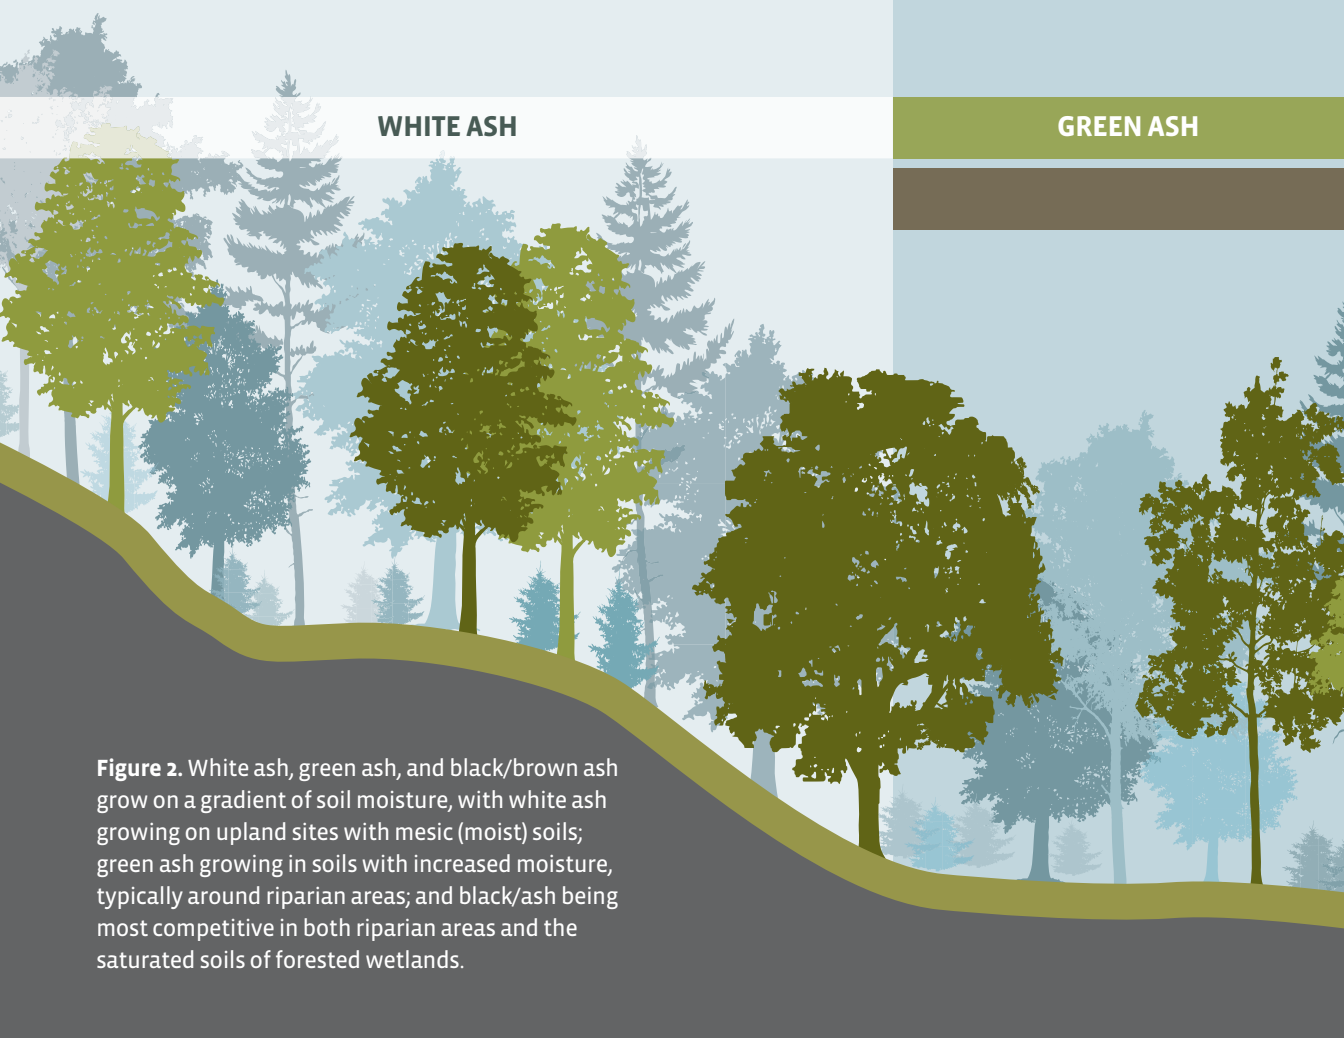 WHITE ASH
GREEN ASH
Figure 2. White ash, green ash, and black/brown ash
grow on a gradient of soil moisture, with white ash
growing on upland sites with mesic (moist) soils;
green ash growing in soils with increased moisture,
typically around riparian areas; and black/ash being
most competitive in both riparian areas and the
saturated soils of forested wetlands.